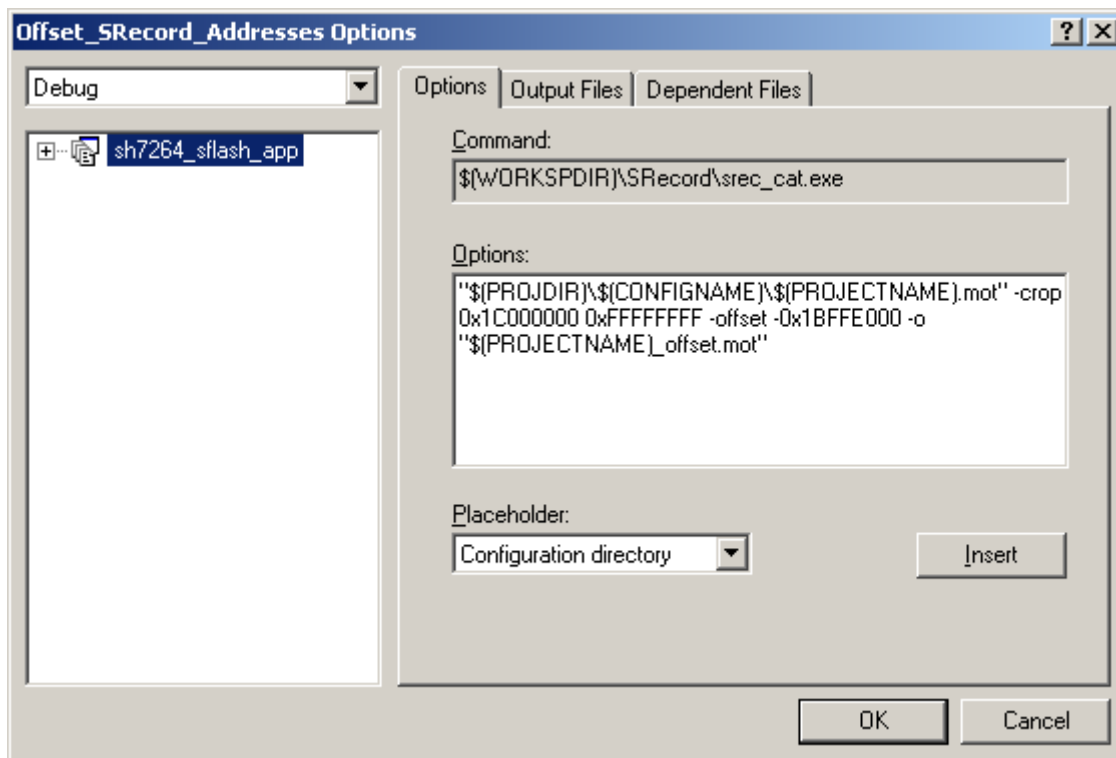 Offset_SRecord_Addresses Options
Debug
sh7264_sflash_app
Options
Output Files
Dependent Files
Command:
$(WORKSPDIR)\SRecord\srec_cat.exe
Options:
"$(PROJDIR)\$(CONFIGNAME)\$(PROJECTNAME).mot" -crop
0x1C000000 0xFFFFFFFF -offset -0x1BFFE000 -o
"$(PROJECTNAME)_offset.mot"
Placeholder:
Configuration directory
Insert
OK
Cancel